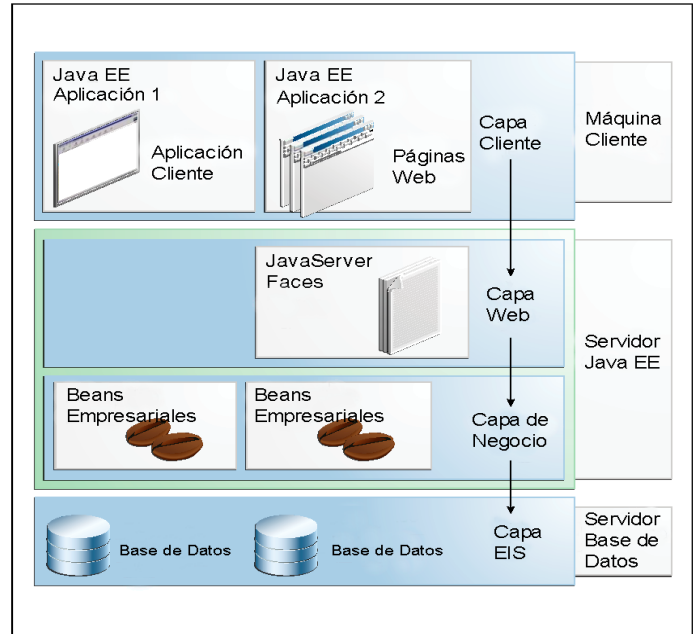 Java EE
Aplicación 1
Aplicación
Cliente
Java EE
Aplicación 2
Páginas
Web
Capa
Cliente
Máquina
Cliente
JavaServer
Faces
Capa
Web
Servidor
Java EE
Beans
Empresariales
Beans
Empresariales
Capa de
Negocio
Base de Datos
Base de Datos
Capa
EIS
Servidor
Base de
Datos